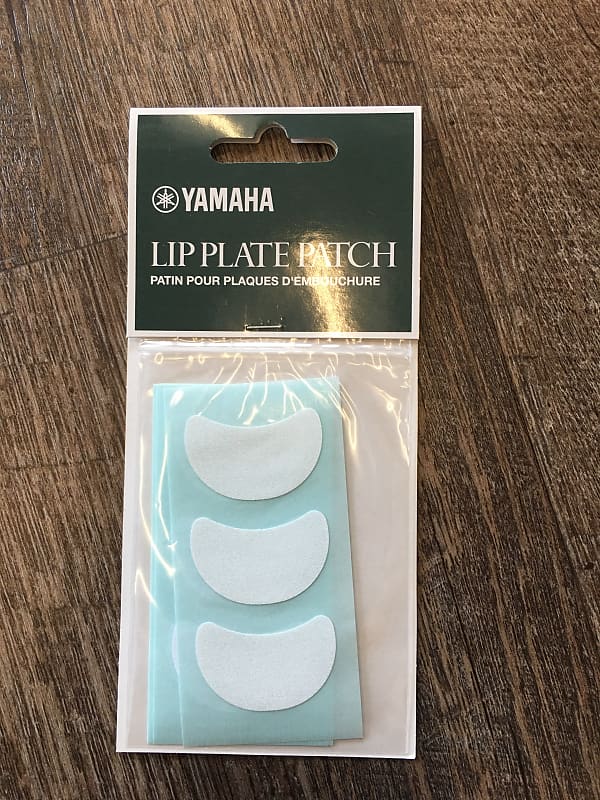 YAMAHA
LIP PLATE PATCH
PATIN POUR PLAQUES D'EMBOUCHURE